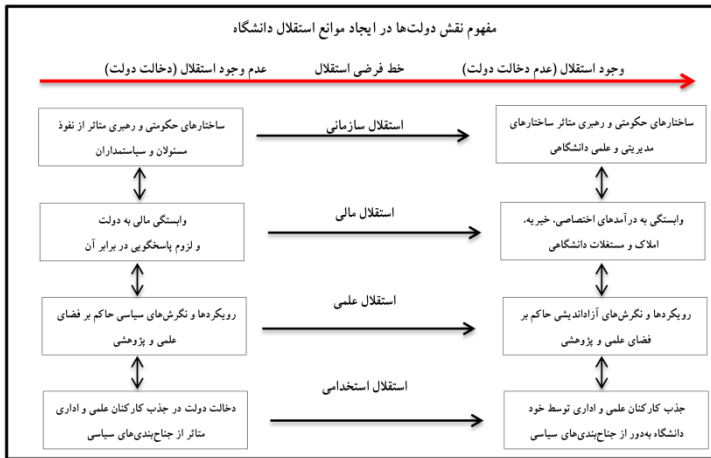 مفهوم نقش دولت‌ها در ایجاد موانع استقلال دانشگاه
وجود استقلال (عدم دخالت دولت)
خط فرضی استقلال
عدم وجود استقلال (دخالت دولت)
ساختارهای حکومتی و رهبری متاثر ساختارهای
مدیریتی و علمی دانشگاهی
استقلال سازمانی
ساختارهای حکومتی و رهبری متاثر از نفوذ
مسئولان و سیاستمداران
وابستگی به درآمدهای اختصاصی، خیریه،
املاک و مستغلات دانشگاهی
استقلال مالی
وابستگی مالی به دولت
و لزوم پاسخگویی در برابر آن
رویکردها و نگرش‌های آزاداندیشی حاکم بر
فضای علمی و پژوهشی
استقلال علمی
رویکردها و نگرش‌های سیاسی حاکم بر فضای
علمی و پژوهشی
جذب کارکنان علمی و اداری توسط خود
دانشگاه به‌دور از جناح‌بندی‌های سیاسی
استقلال استخدامی
دخالت دولت در جذب کارکنان علمی و اداری
متاثر از جناح‌بندی‌های سیاسی